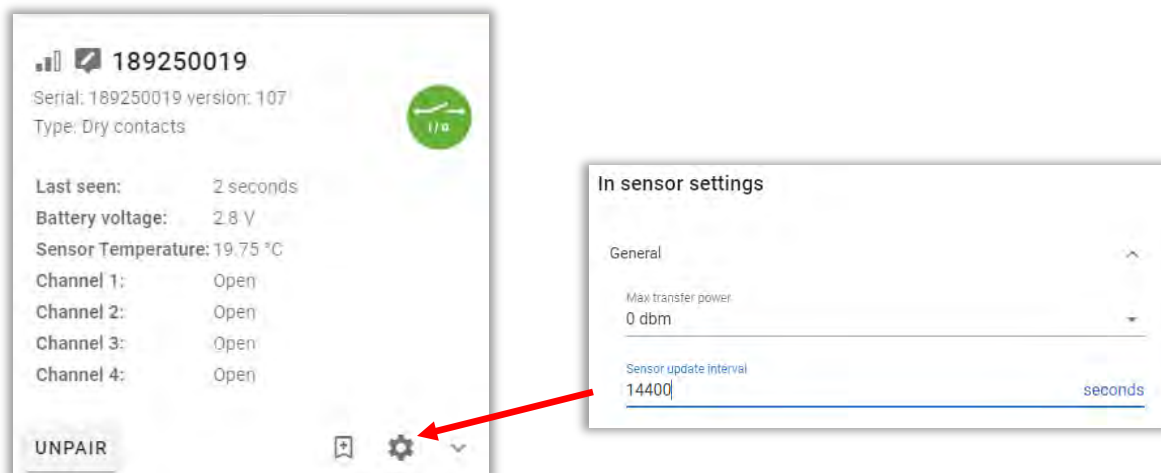 189250019
Serial: 189250019 version: 107
Type: Dry contacts
I/O
Last seen: 2 seconds
Battery voltage: 2.8 V
Sensor Temperature: 19.75 °C
Channel 1: Open
Channel 2: Open
Channel 3: Open
Channel 4: Open
UNPAIR
In sensor settings
General
Max transfer power
0 dbm
Sensor update interval
14400 seconds